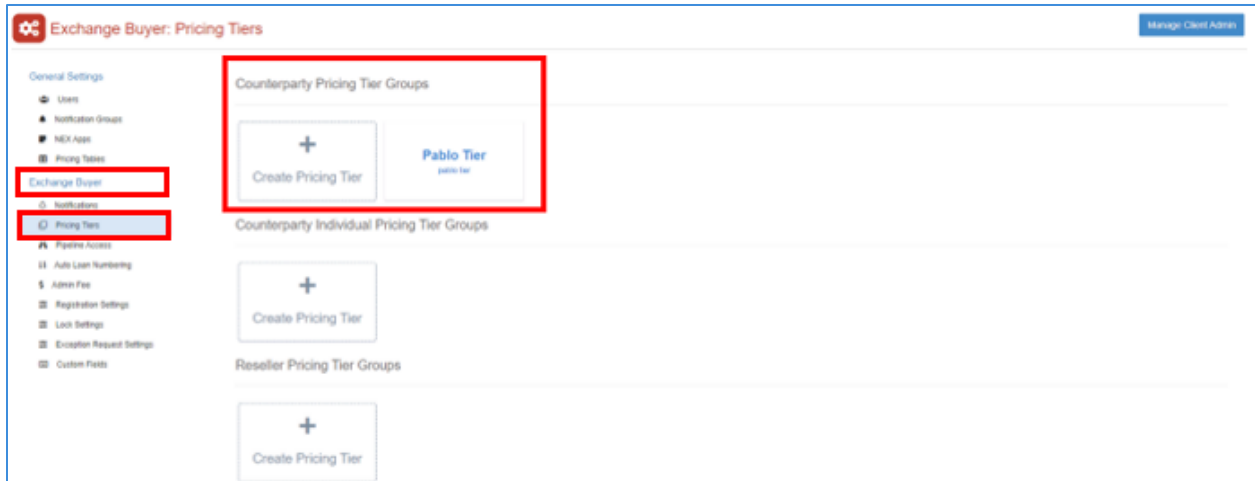 Exchange Buyer: Pricing Tiers
Manage Client Admin
General Settings
Users
Notification Groups
NEX Apps
Pricing Tables
Exchange Buyer
Notifications
Pricing Tiers
Pipeline Access
Auto Loan Numbering
$ Admin Fee
Registration Settings
Lock Settings
Exception Request Settings
Custom Fields
Counterparty Pricing Tier Groups
+
Create Pricing Tier
Pablo Tier
pablo tier
Counterparty Individual Pricing Tier Groups
+
Create Pricing Tier
Reseller Pricing Tier Groups
+
Create Pricing Tier